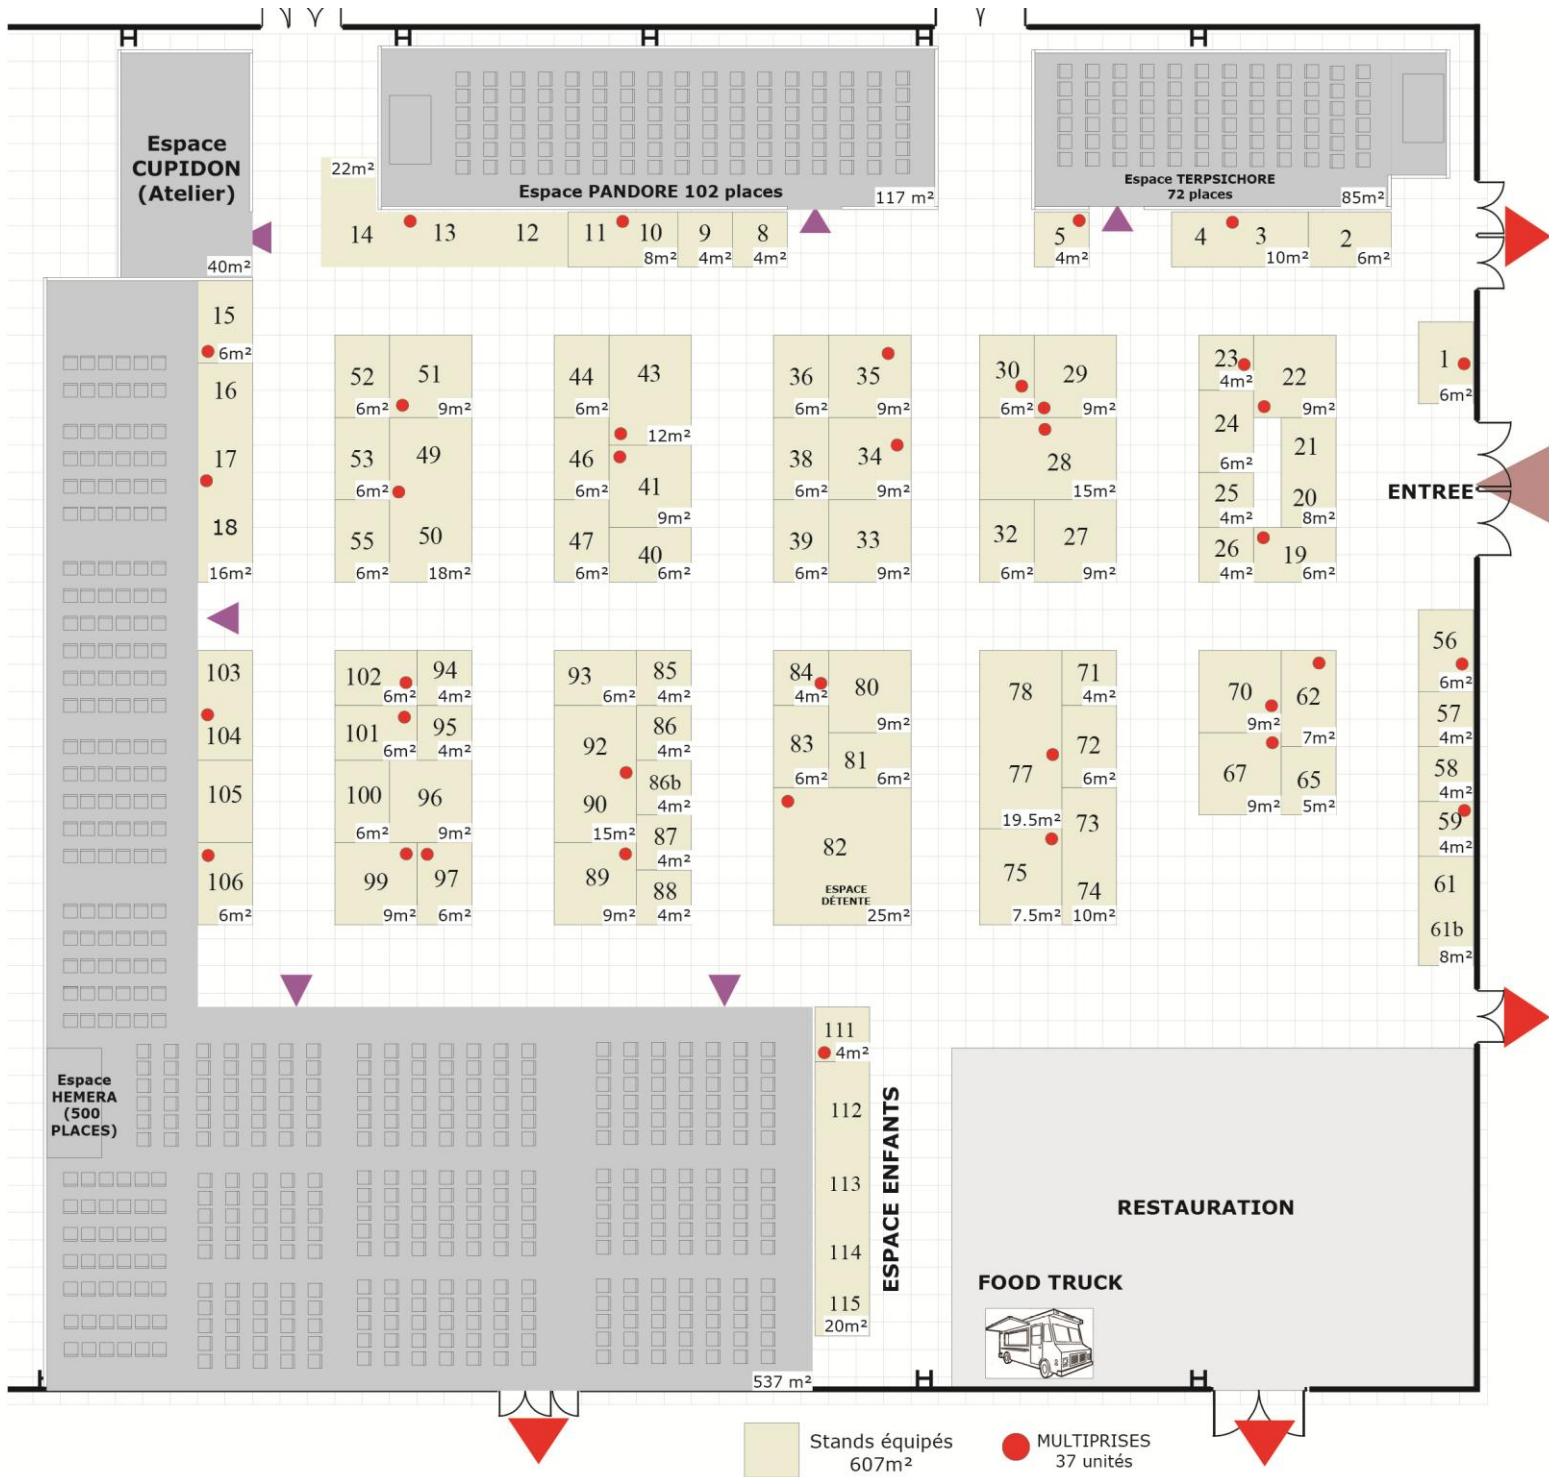 Espace
CUPIDON
(Atelier)
40m²
Espace PANDORE 102 places
117 m²
Espace TERPSICHORE
72 places
85m²
22m²
14
13
12
11
10
8m²
9
4m²
8
4m²
5
4m²
4
3
10m²
2
6m²
15
6m²
16
17
18
16m²
52
6m²
51
9m²
53
6m²
49
55
6m²
50
18m²
44
6m²
43
12m²
46
6m²
41
9m²
47
6m²
40
6m²
36
6m²
35
9m²
38
6m²
34
9m²
39
6m²
33
9m²
30
6m²
29
9m²
28
15m²
32
6m²
27
9m²
23
4m²
22
9m²
24
6m²
21
25
4m²
20
8m²
26
4m²
19
6m²
1
6m²
ENTREE
103
104
105
106
6m²
102
6m²
94
4m²
101
6m²
95
4m²
100
6m²
96
9m²
99
9m²
97
6m²
93
6m²
85
4m²
92
86
4m²
90
15m²
86b
4m²
87
4m²
89
9m²
88
4m²
84
4m²
80
9m²
83
6m²
81
6m²
82
ESPACE
DÉTENTE
25m²
78
71
4m²
72
6m²
77
19.5m²
73
75
7.5m²
74
10m²
70
9m²
62
7m²
67
9m²
65
5m²
56
6m²
57
4m²
58
4m²
59
4m²
61
61b
8m²
Espace
HEMERA
(500
PLACES)
537 m²
111
4m²
112
113
114
115
20m²
ESPACE ENFANTS
RESTAURATION
FOOD TRUCK
Stands équipés
607m²
MULTIPRISES
37 unités